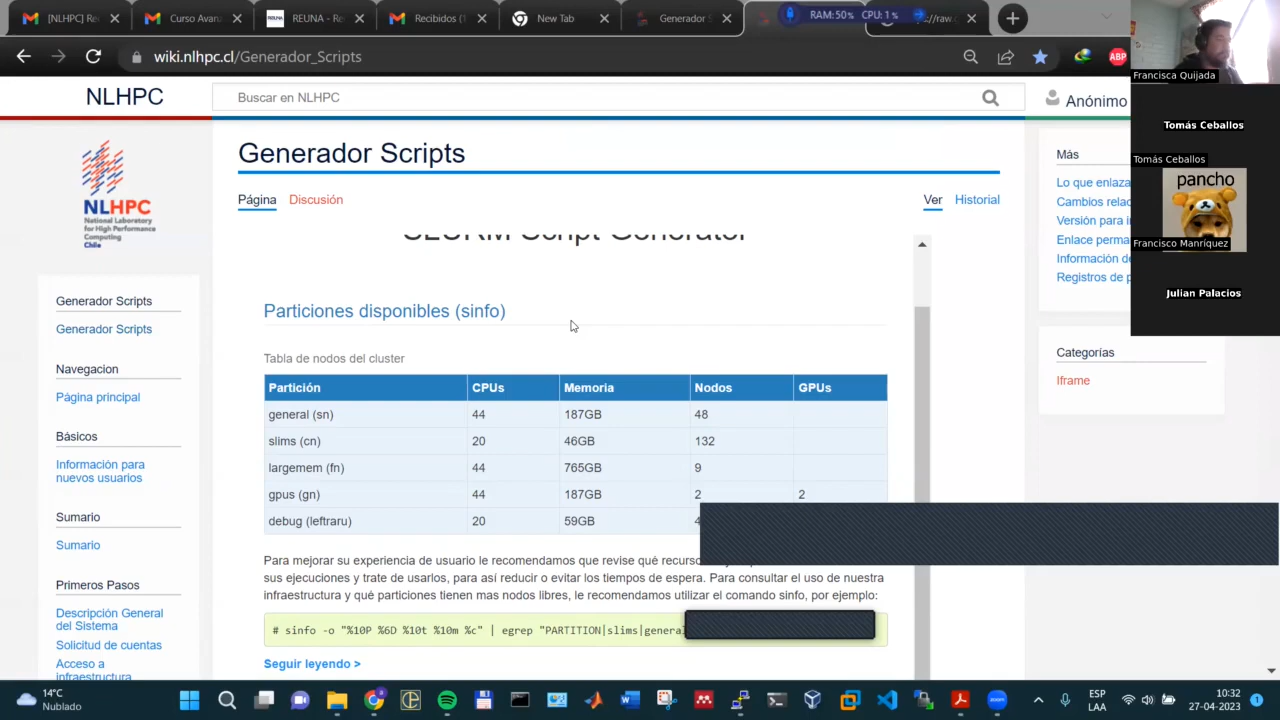 [NLHPC] Re
Curso Avan
REUNA - Re
Recibidos (
New Tab
Generador S
RAM:50% CPU: 1%
://raw.c
wiki.nlhpc.cl/Generador_Scripts
ABP
NLHPC
Buscar en NLHPC
Anónimo
Francisca Quijada
Tomás Ceballos
Tomás Ceballos
pancho
Francisco Manríquez
Julian Palacios
NLHPC
National Laboratory
for High Performance
Computing
Chile
Generador Scripts
Generador Scripts
Navegacion
Página principal
Básicos
Información para
nuevos usuarios
Sumario
Sumario
Primeros Pasos
Descripción General
del Sistema
Solicitud de cuentas
Acceso a
infraestructura
Generador Scripts
Página Discusión
Ver Historial
SLURM Script Generator
Particiones disponibles (sinfo)
Tabla de nodos del cluster
Partición CPUs Memoria Nodos GPUs
general (sn) 44 187GB 48
slims (cn) 20 46GB 132
largemem (fn) 44 765GB 9
gpus (gn) 44 187GB 2 2
debug (leftraru) 20 59GB 4
Para mejorar su experiencia de usuario le recomendamos que revise qué
sus ejecuciones y trate de usarlos, para así reducir o evitar los tiempos de espera. Para consultar el uso de nuestra
infraestructura y qué particiones tienen mas nodos libres, le recomendamos utilizar el comando sinfo, por ejemplo:
# sinfo -o "%10P %6D %10t %10m %c" | egrep "PARTITION|slims|genera
Seguir leyendo >
Más
Lo que enlaza
Cambios rela
Versión para i
Enlace perma
Información d
Registros de p
Categorías
Iframe
14°C
Nublado
ESP
LAA
10:32
27-04-2023
1